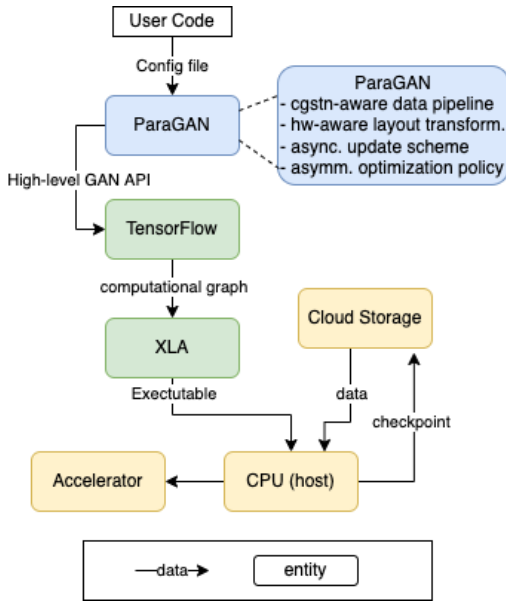 User Code
Config file
ParaGAN
ParaGAN
- cgstn-aware data pipeline
- hw-aware layout transform.
- async. update scheme
- asymm. optimization policy
High-level GAN API
TensorFlow
computational graph
XLA
Cloud Storage
Exectutable
data
checkpoint
Accelerator
CPU (host)
data
entity